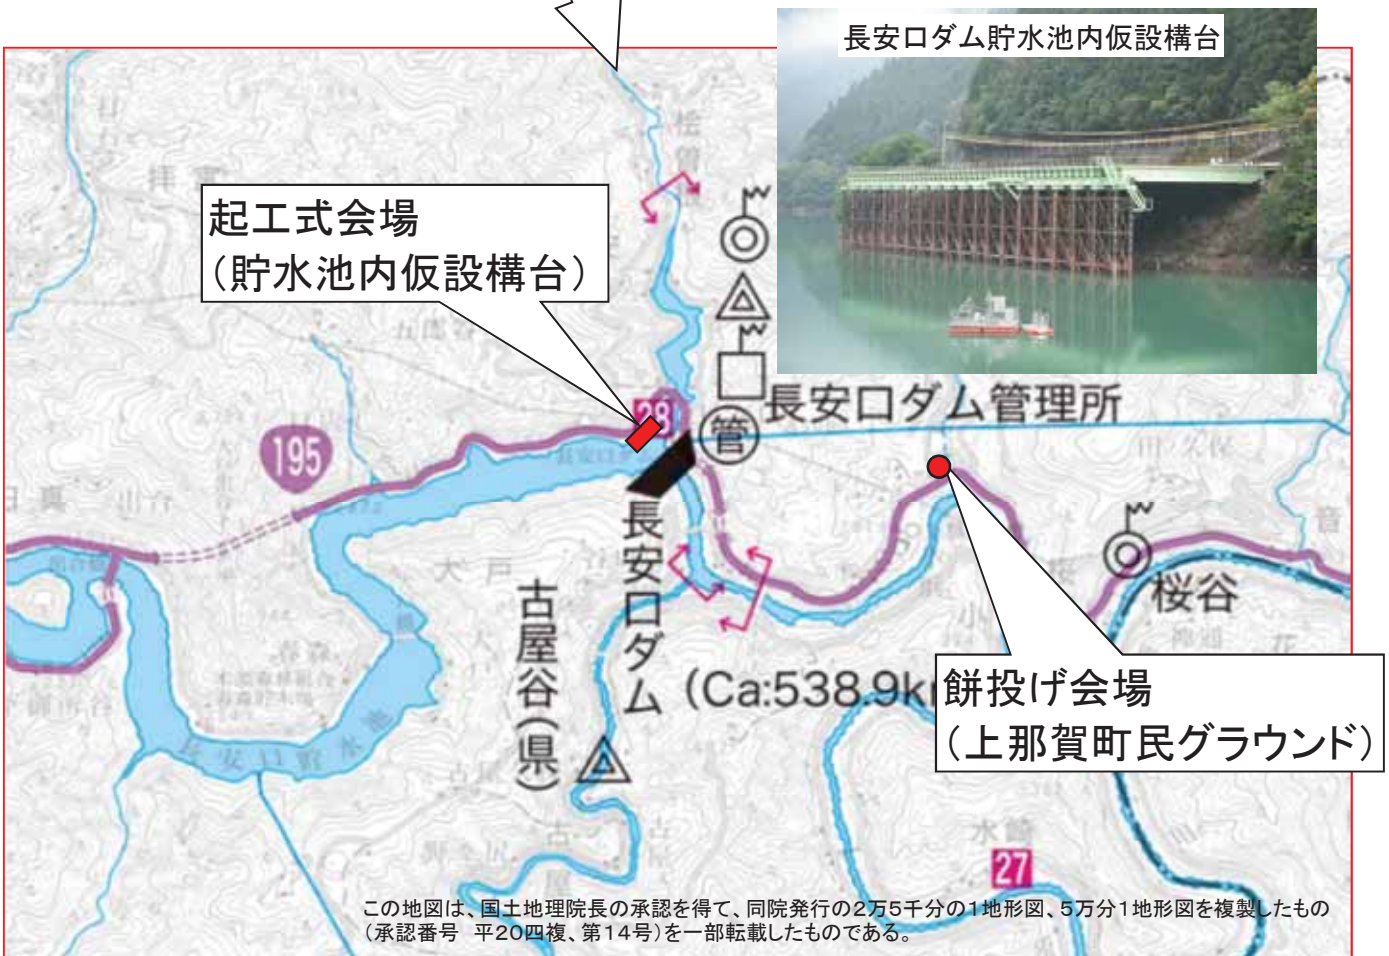 長安口ダム貯水池内仮設構台
起工式会場
（貯水池内仮設構台）
28
195
管
長安口ダム管理所
長安口ダム
古屋谷(県)
(Ca:538.9k
桜谷
餅投げ会場
（上那賀町民グラウンド）
大戸
水崎
27
この地図は、国土地理院長の承認を得て、同院発行の2万5千分の1地形図、5万分1地形図を複製したもの
（承認番号　平20四複、第14号）を一部転載したものである。